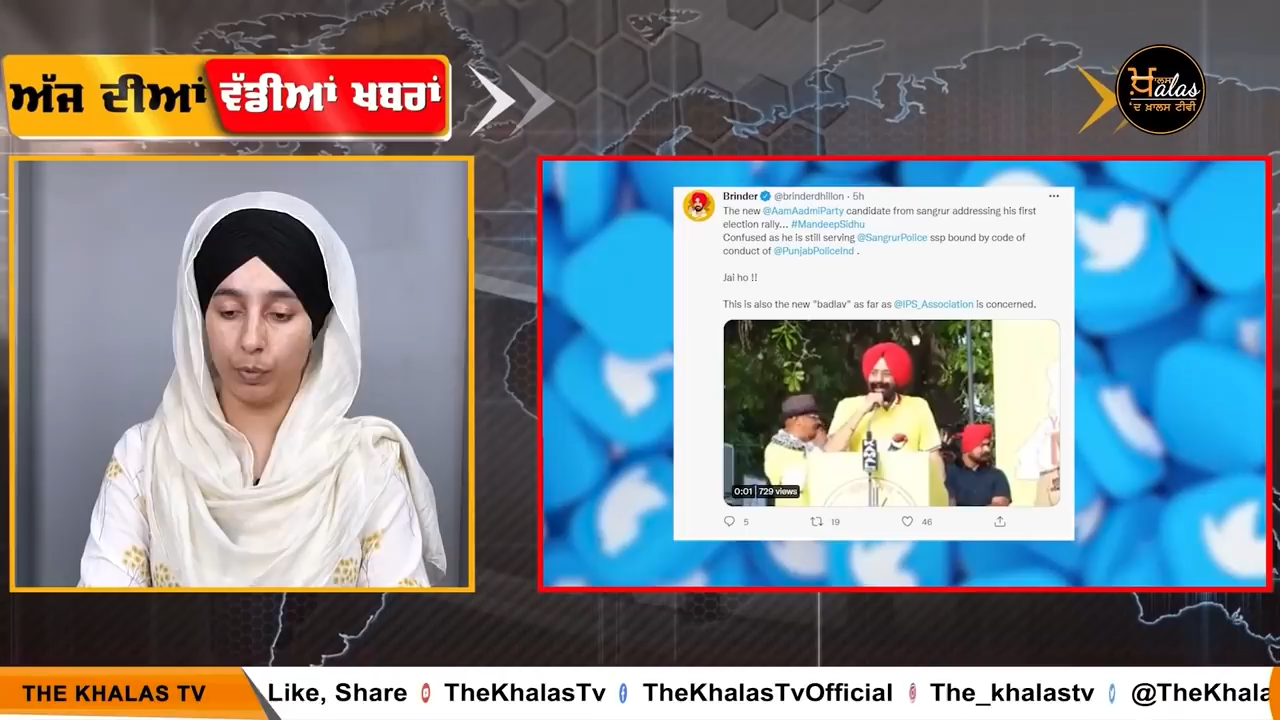 ਅੱਜ ਦੀਆਂ ਵੱਡੀਆਂ ਖਬਰਾਂ
ਖ਼ਾਲਸ
alas
'ਦ ਖ਼ਾਲਸ ਟੀਵੀ
Brinder @brinderdhillon · 5h
The new @AamAadmiParty candidate from sangrur addressing his first
election rally... #MandeepSidhu
Confused as he is still serving @SangrurPolice ssp bound by code of
conduct of @PunjabPoliceInd .
Jai ho !!
This is also the new "badlav" as far as @IPS_Association is concerned.
0:01 729 views
5 19 46
THE KHALAS TV
Like, Share TheKhalasTv TheKhalasTvOfficial The_khalastv @TheKhala